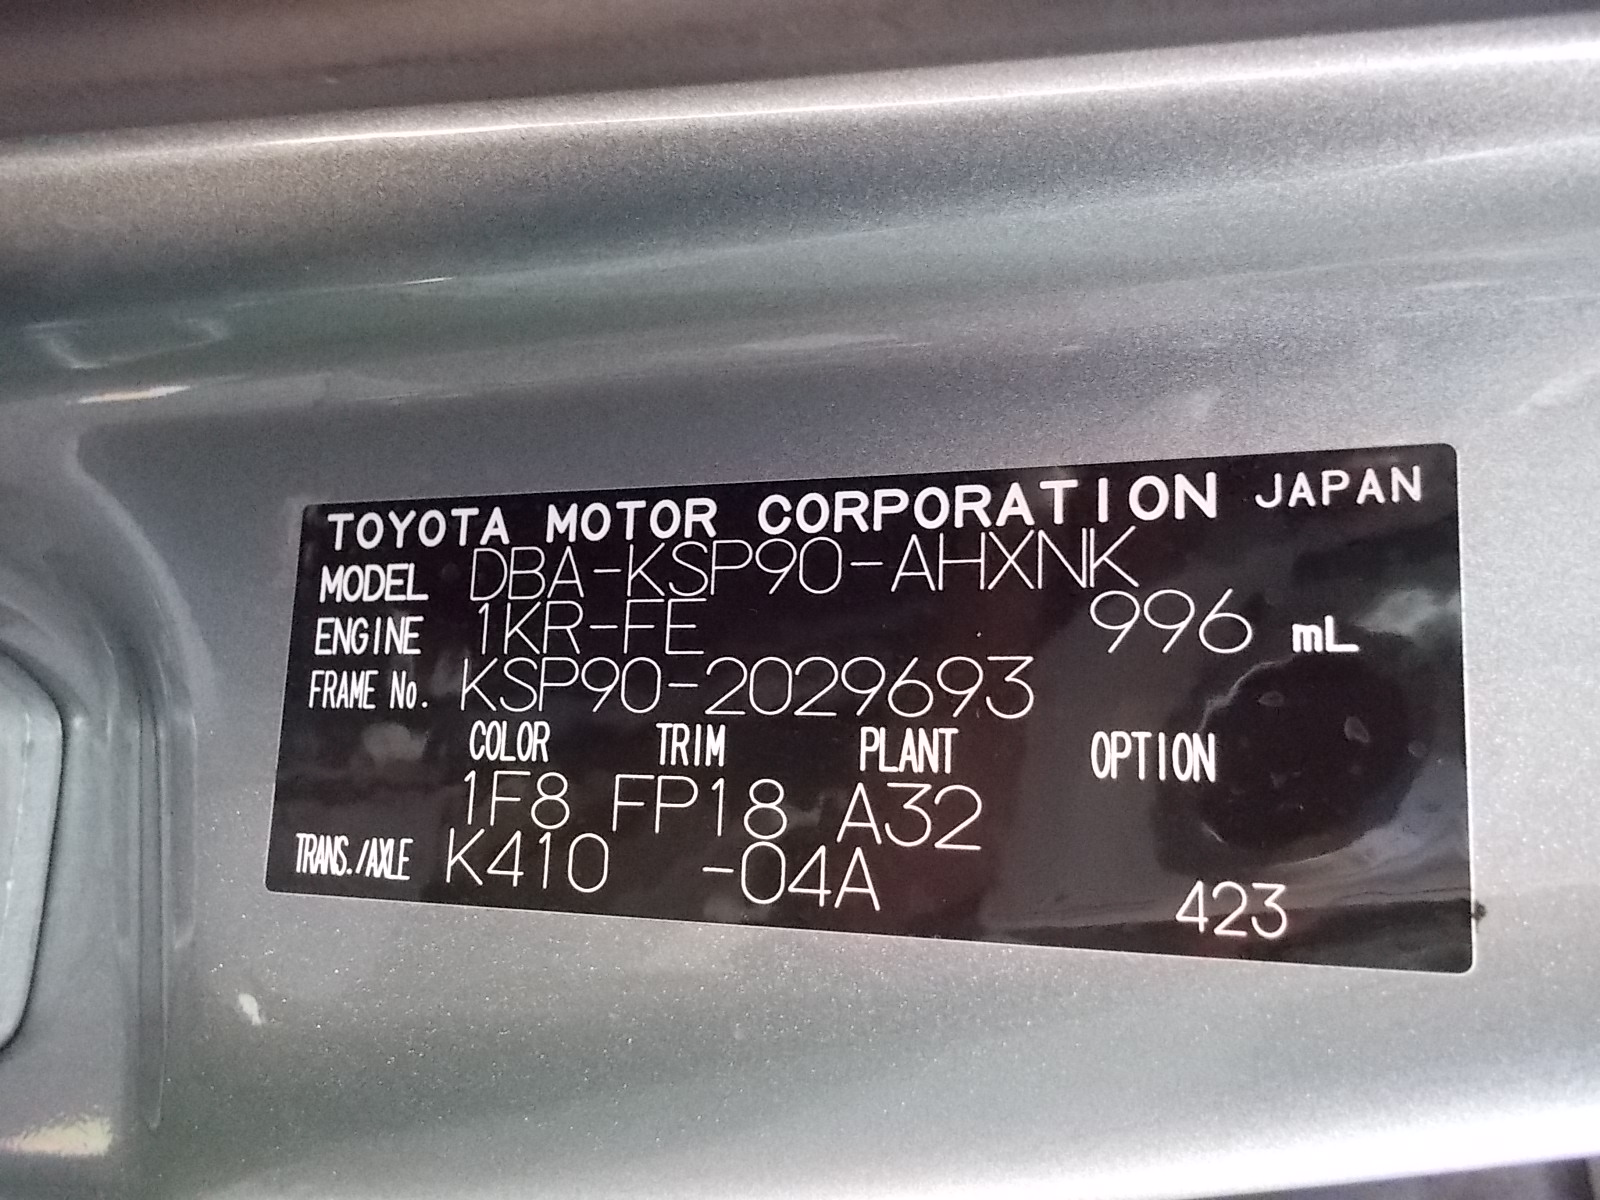 TOYOTA MOTOR CORPORATION JAPAN
MODEL DBA-KSP90-AHXNK
ENGINE 1KR-FE 996 mL
FRAME No. KSP90-2029693
COLOR TRIM PLANT OPTION
1F8 FP18 A32
TRANS./AXLE K410 -04A
423